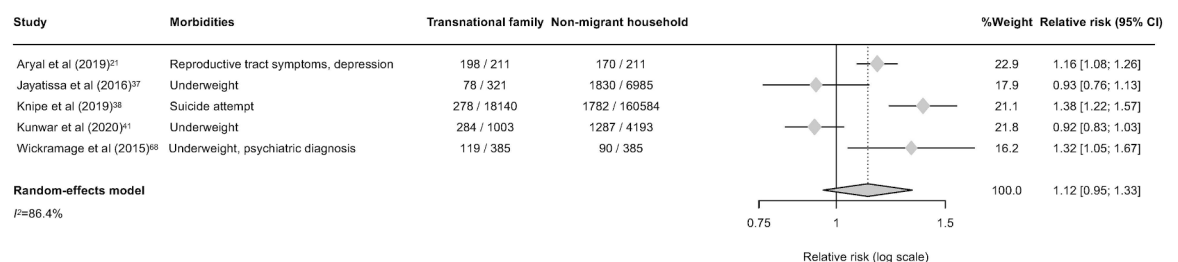 Study Morbidities Transnational family Non-migrant household %Weight Relative risk (95% CI)
Aryal et al (2019)²¹ Reproductive tract symptoms, depression 198 / 211 170 / 211 22.9 1.16 [1.08; 1.26]
Jayatissa et al (2016)³⁷ Underweight 78 / 321 1830 / 6985 17.9 0.93 [0.76; 1.13]
Knipe et al (2019)³⁸ Suicide attempt 278 / 18140 1782 / 160584 21.1 1.38 [1.22; 1.57]
Kunwar et al (2020)⁴¹ Underweight 284 / 1003 1287 / 4193 21.8 0.92 [0.83; 1.03]
Wickramage et al (2015)⁶⁸ Underweight, psychiatric diagnosis 119 / 385 90 / 385 16.2 1.32 [1.05; 1.67]
Random-effects model 100.0 1.12 [0.95; 1.33]
I²=86.4%
0.75 1 1.5
Relative risk (log scale)